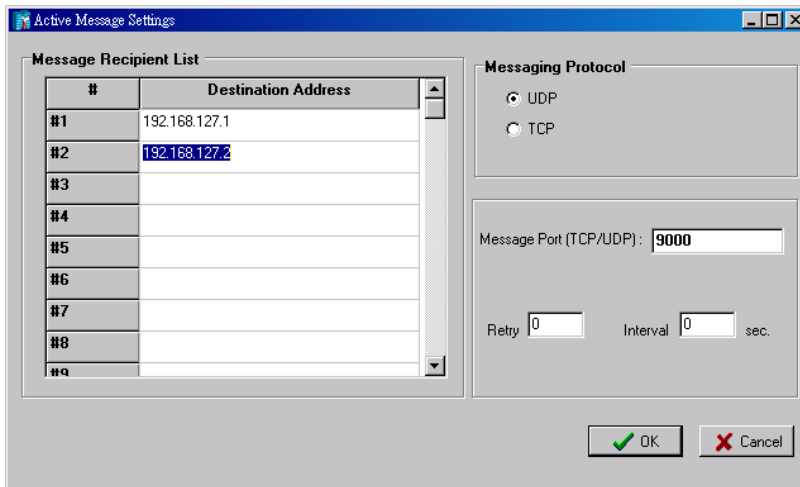 Active Message Settings
Message Recipient List
# Destination Address
#1 192.168.127.1
#2 192.168.127.2
#3
#4
#5
#6
#7
#8
#9
Messaging Protocol
UDP
TCP
Message Port (TCP/UDP) : 9000
Retry 0 Interval 0 sec.
OK Cancel